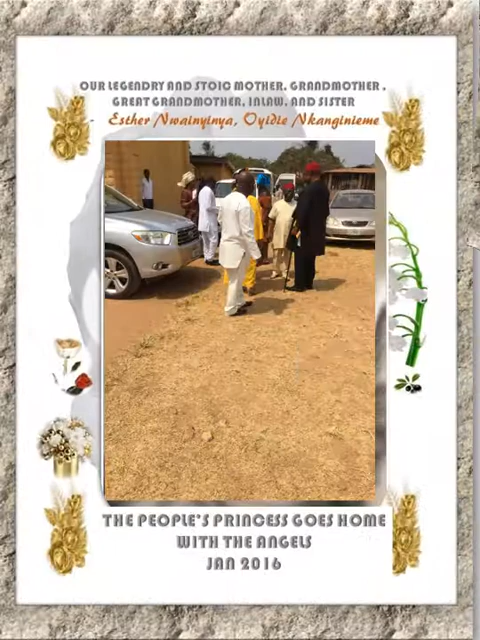 OUR LEGENDRY AND STOIC MOTHER. GRANDMOTHER .
GREAT GRANDMOTHER, INLAW, AND SISTER
- Esther Nwainyinya, Oyidie Nkanginieme
THE PEOPLE'S PRINCESS GOES HOME
WITH THE ANGELS
JAN 2016